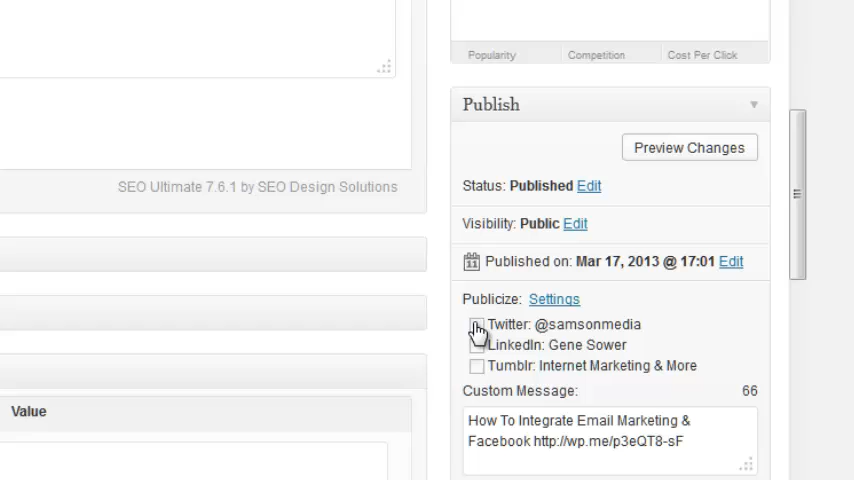 Popularity Competition Cost Per Click
Publish
Preview Changes
SEO Ultimate 7.6.1 by SEO Design Solutions
Status: Published Edit
Visibility: Public Edit
11 Published on: Mar 17, 2013 @ 17:01 Edit
Publicize: Settings
Twitter: @samsonmedia
LinkedIn: Gene Sower
Tumblr: Internet Marketing & More
Custom Message: 66
Value
How To Integrate Email Marketing &
Facebook http://wp.me/p3eQT8-sF